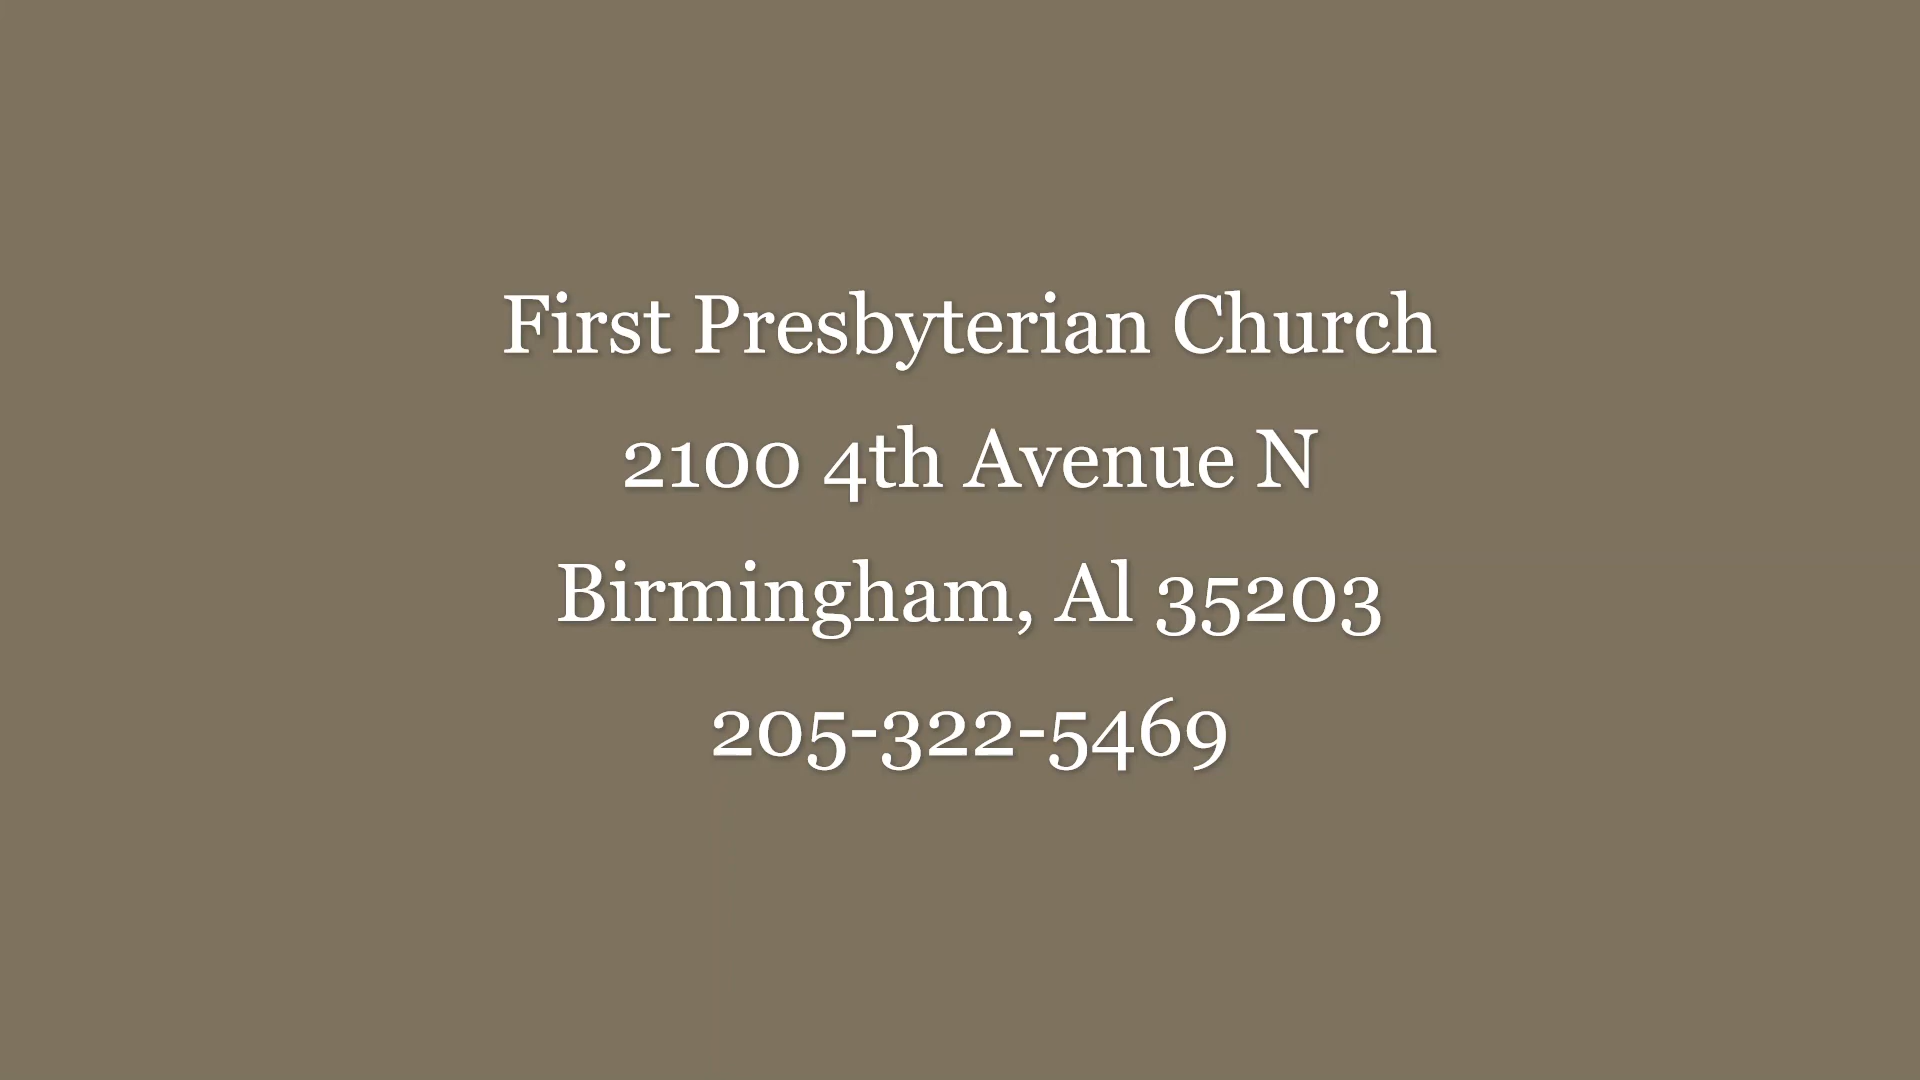 First Presbyterian Church
2100 4th Avenue N
Birmingham, Al 35203
205-322-5469